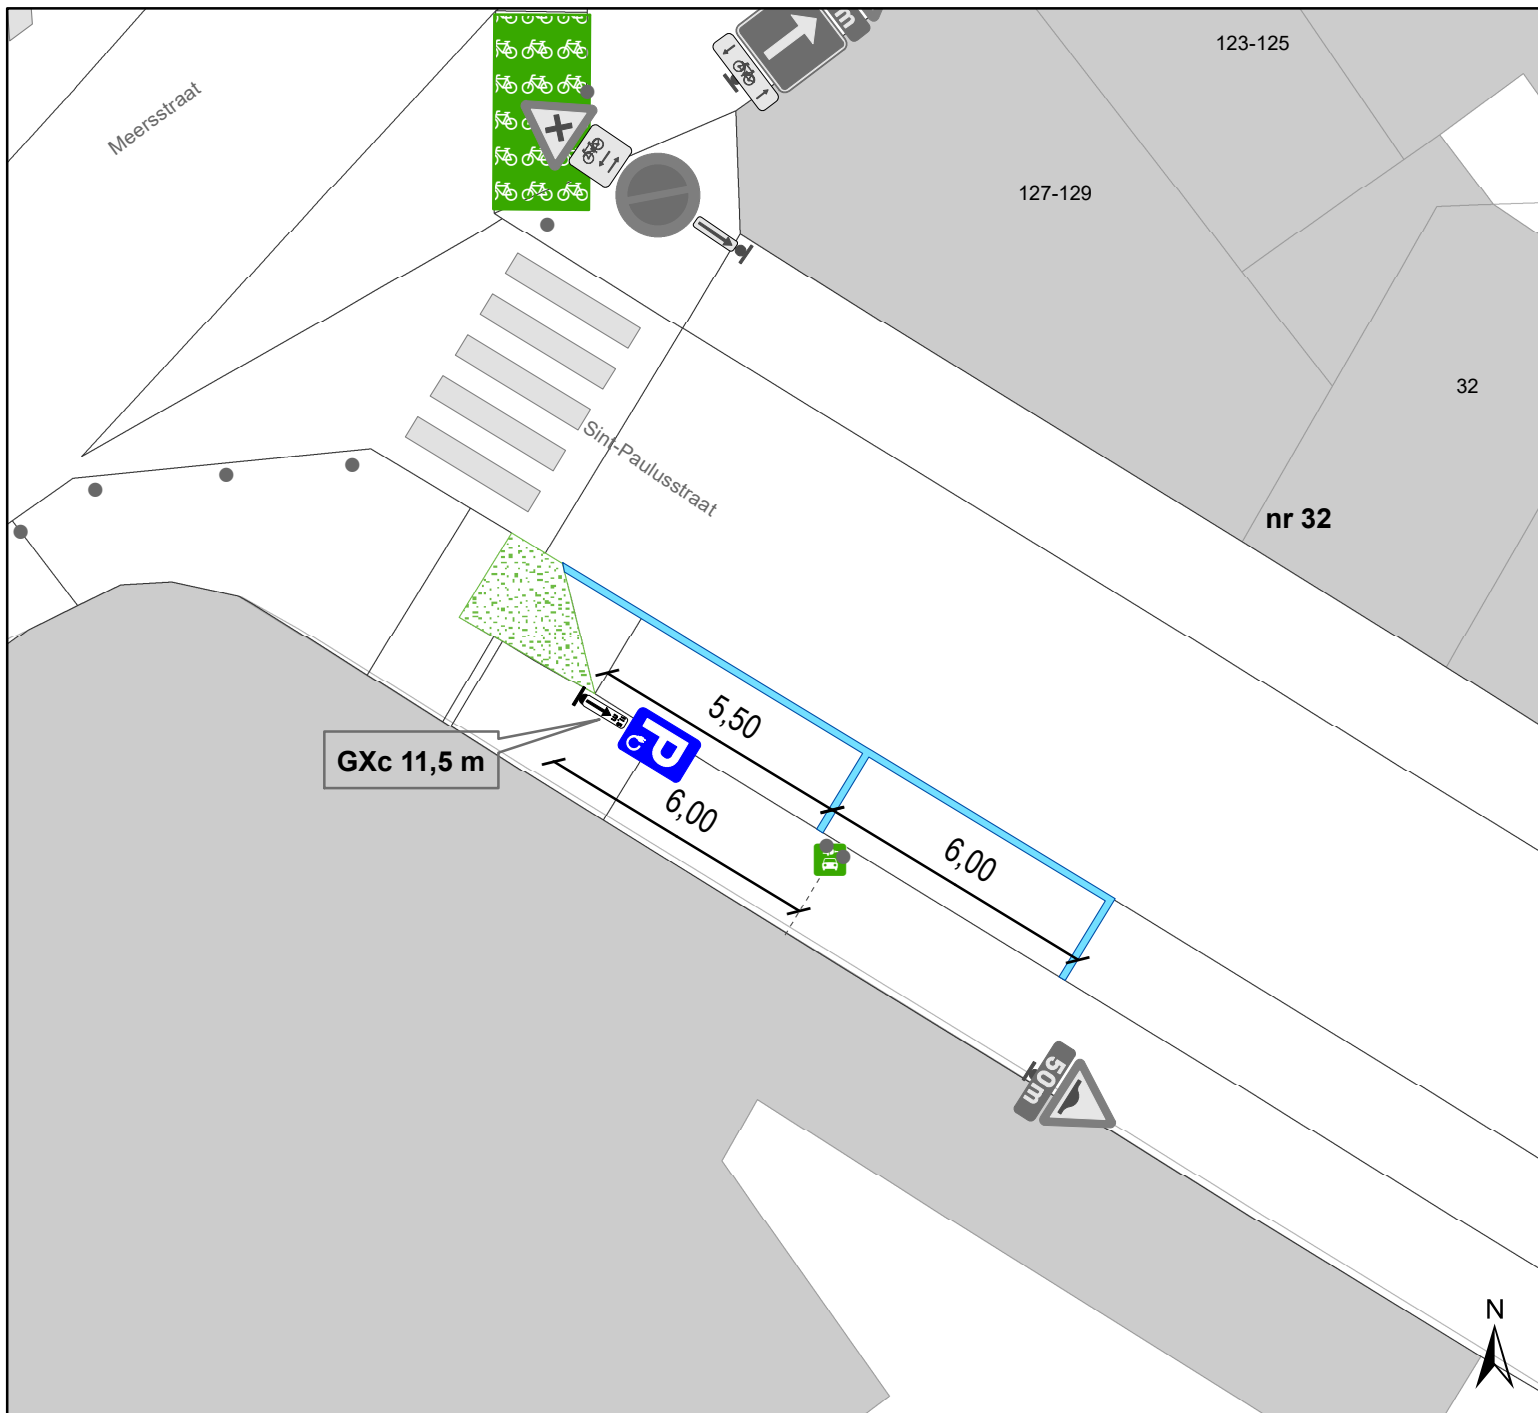 m
123-125
Meersstraat
127-129
32
Sint-Paulusstraat
nr 32
5,50
P
GXc 11,5 m
6,00
6,00
50m
N